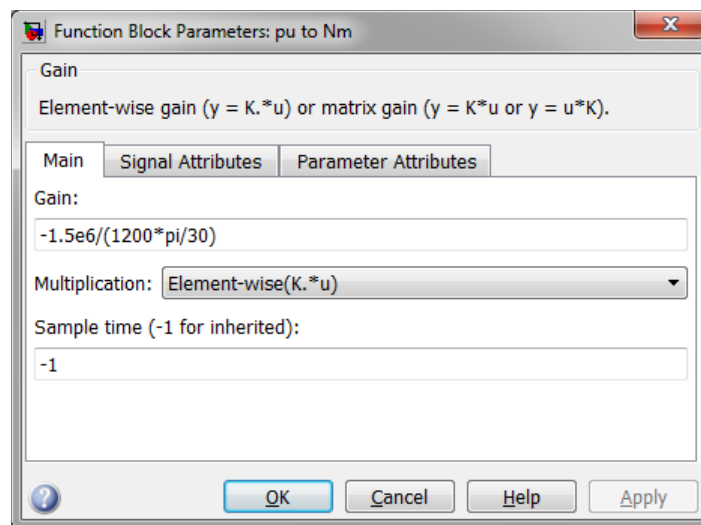 Function Block Parameters: pu to Nm
Gain
Element-wise gain (y = K.*u) or matrix gain (y = K*u or y = u*K).
Main Signal Attributes Parameter Attributes
Gain:
-1.5e6/(1200*pi/30)
Multiplication: Element-wise(K.*u)
Sample time (-1 for inherited):
-1
OK Cancel Help Apply